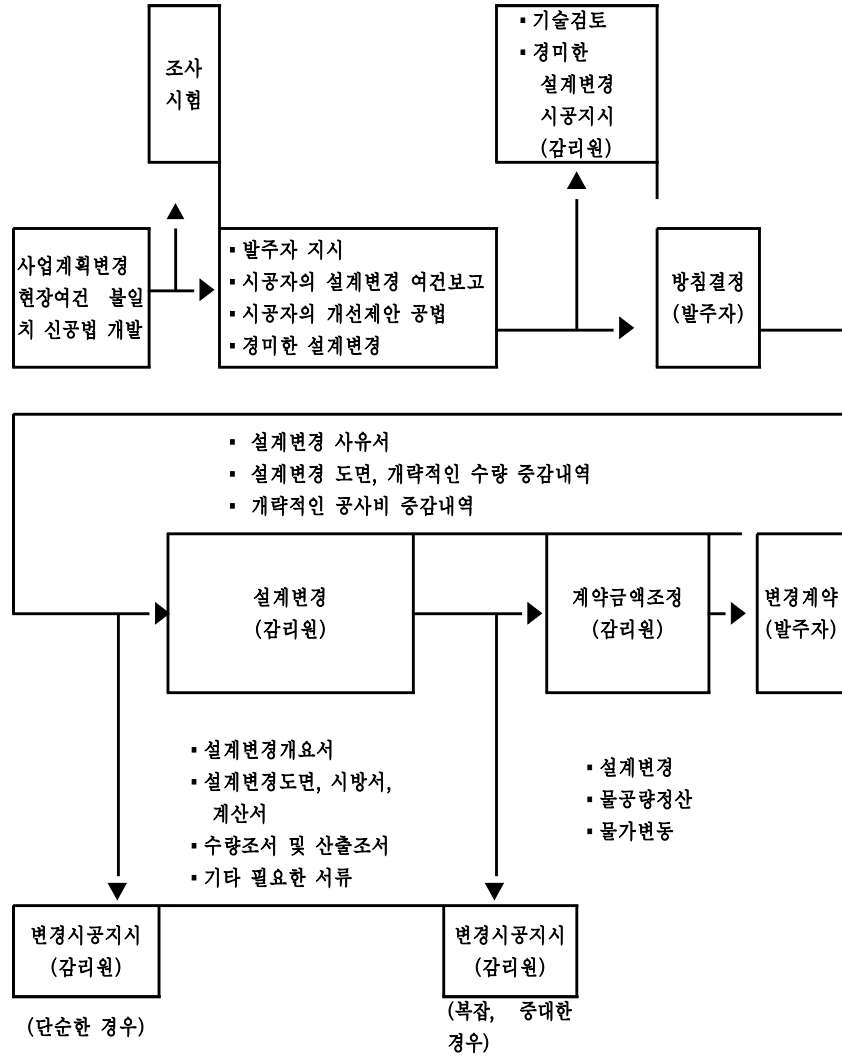 조사
시험
▪ 기술검토
▪ 경미한
설계변경
시공지시
(감리원)
사업계획변경
현장여건 불일
치 신공법 개발
▪ 발주자 지시
▪ 시공자의 설계변경 여건보고
▪ 시공자의 개선제안 공법
▪ 경미한 설계변경
방침결정
(발주자)
▪ 설계변경 사유서
▪ 설계변경 도면, 개략적인 수량 증감내역
▪ 개략적인 공사비 증감내역
설계변경
(감리원)
계약금액조정
(감리원)
변경계약
(발주자)
▪ 설계변경개요서
▪ 설계변경도면, 시방서,
계산서
▪ 수량조서 및 산출조서
▪ 기타 필요한 서류
▪ 설계변경
▪ 물공량정산
▪ 물가변동
변경시공지시
(감리원)
(단순한 경우)
변경시공지시
(감리원)
(복잡, 중대한
경우)